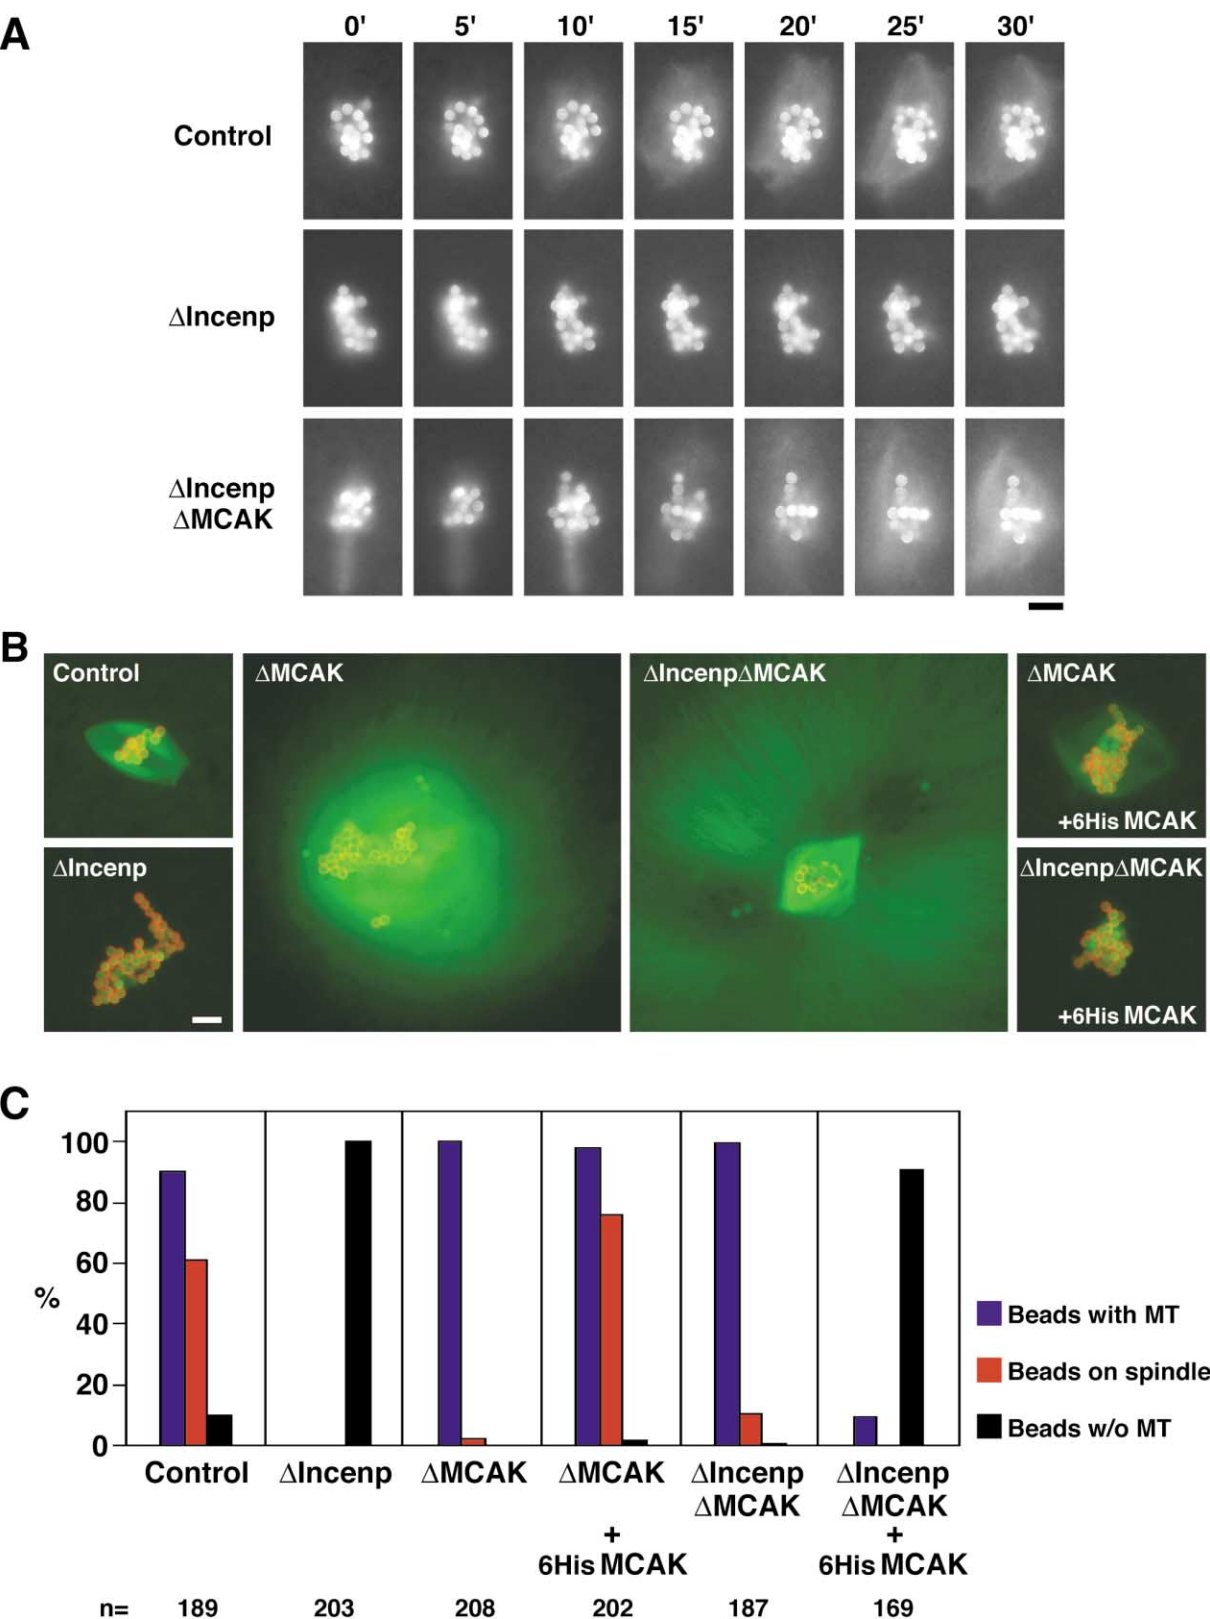 A
0' 5' 10' 15' 20' 25' 30'
Control
ΔIncenp
ΔIncenp
ΔMCAK
B
Control
ΔMCAK
ΔIncenpΔMCAK
ΔMCAK
+6His MCAK
ΔIncenp
ΔIncenpΔMCAK
+6His MCAK
C
100
80
60
40
20
0
%
Beads with MT
Beads on spindle
Beads w/o MT
Control ΔIncenp ΔMCAK ΔMCAK ΔIncenp ΔIncenp
ΔMCAK ΔMCAK
+ +
6His MCAK 6His MCAK
n= 189 203 208 202 187 169